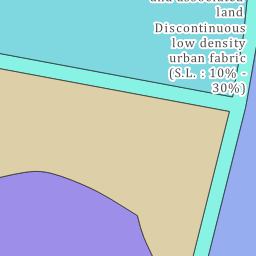 and associated
land
Discontinuous
low density
urban fabric
(S.L. : 10% -
30%)